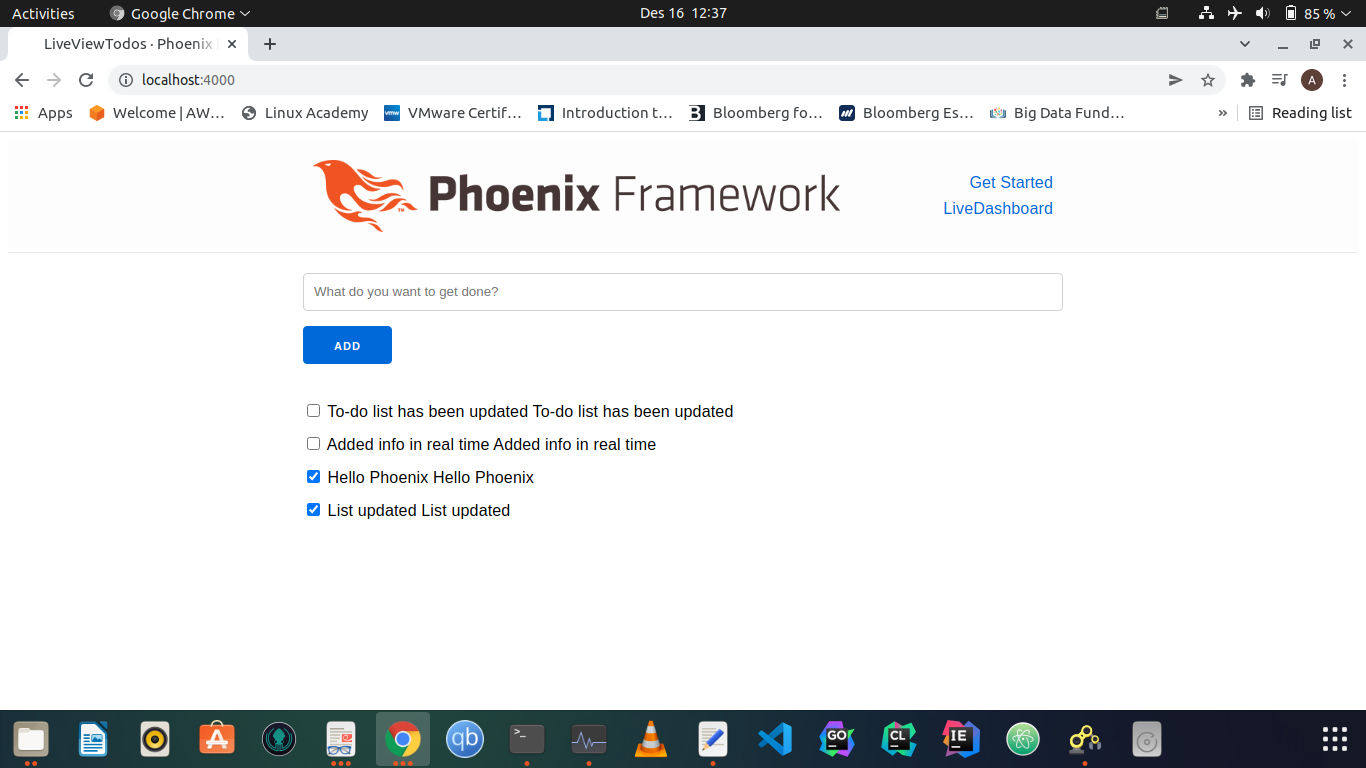 Activities Google Chrome Des 16 12:37 85 %
LiveViewTodos · Phoenix
localhost:4000 A
Apps Welcome | AW… Linux Academy vmw VMware Certif… Introduction t… B Bloomberg fo… Bloomberg Es… Big Data Fund… » Reading list
Phoenix Framework ™
Get Started
LiveDashboard
What do you want to get done?
ADD
To-do list has been updated To-do list has been updated
Added info in real time Added info in real time
Hello Phoenix Hello Phoenix
List updated List updated
qb >_ GO CL IE